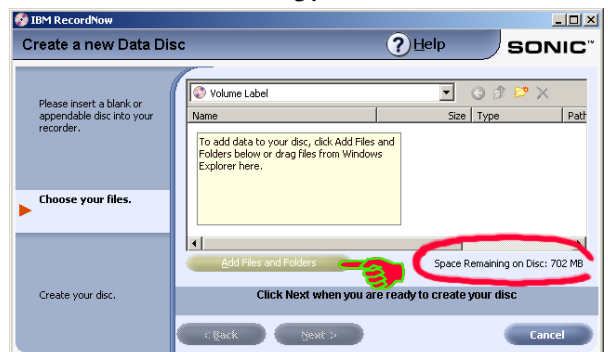 IBM RecordNow
Create a new Data Disc
Help
SONIC™
Please insert a blank or
appendable disc into your
recorder.
Choose your files.
Create your disc.
Volume Label
Name Size Type Path
To add data to your disc, click Add Files and
Folders below or drag files from Windows
Explorer here.
Add Files and Folders
Space Remaining on Disc: 702 MB
Click Next when you are ready to create your disc
< Back Next > Cancel